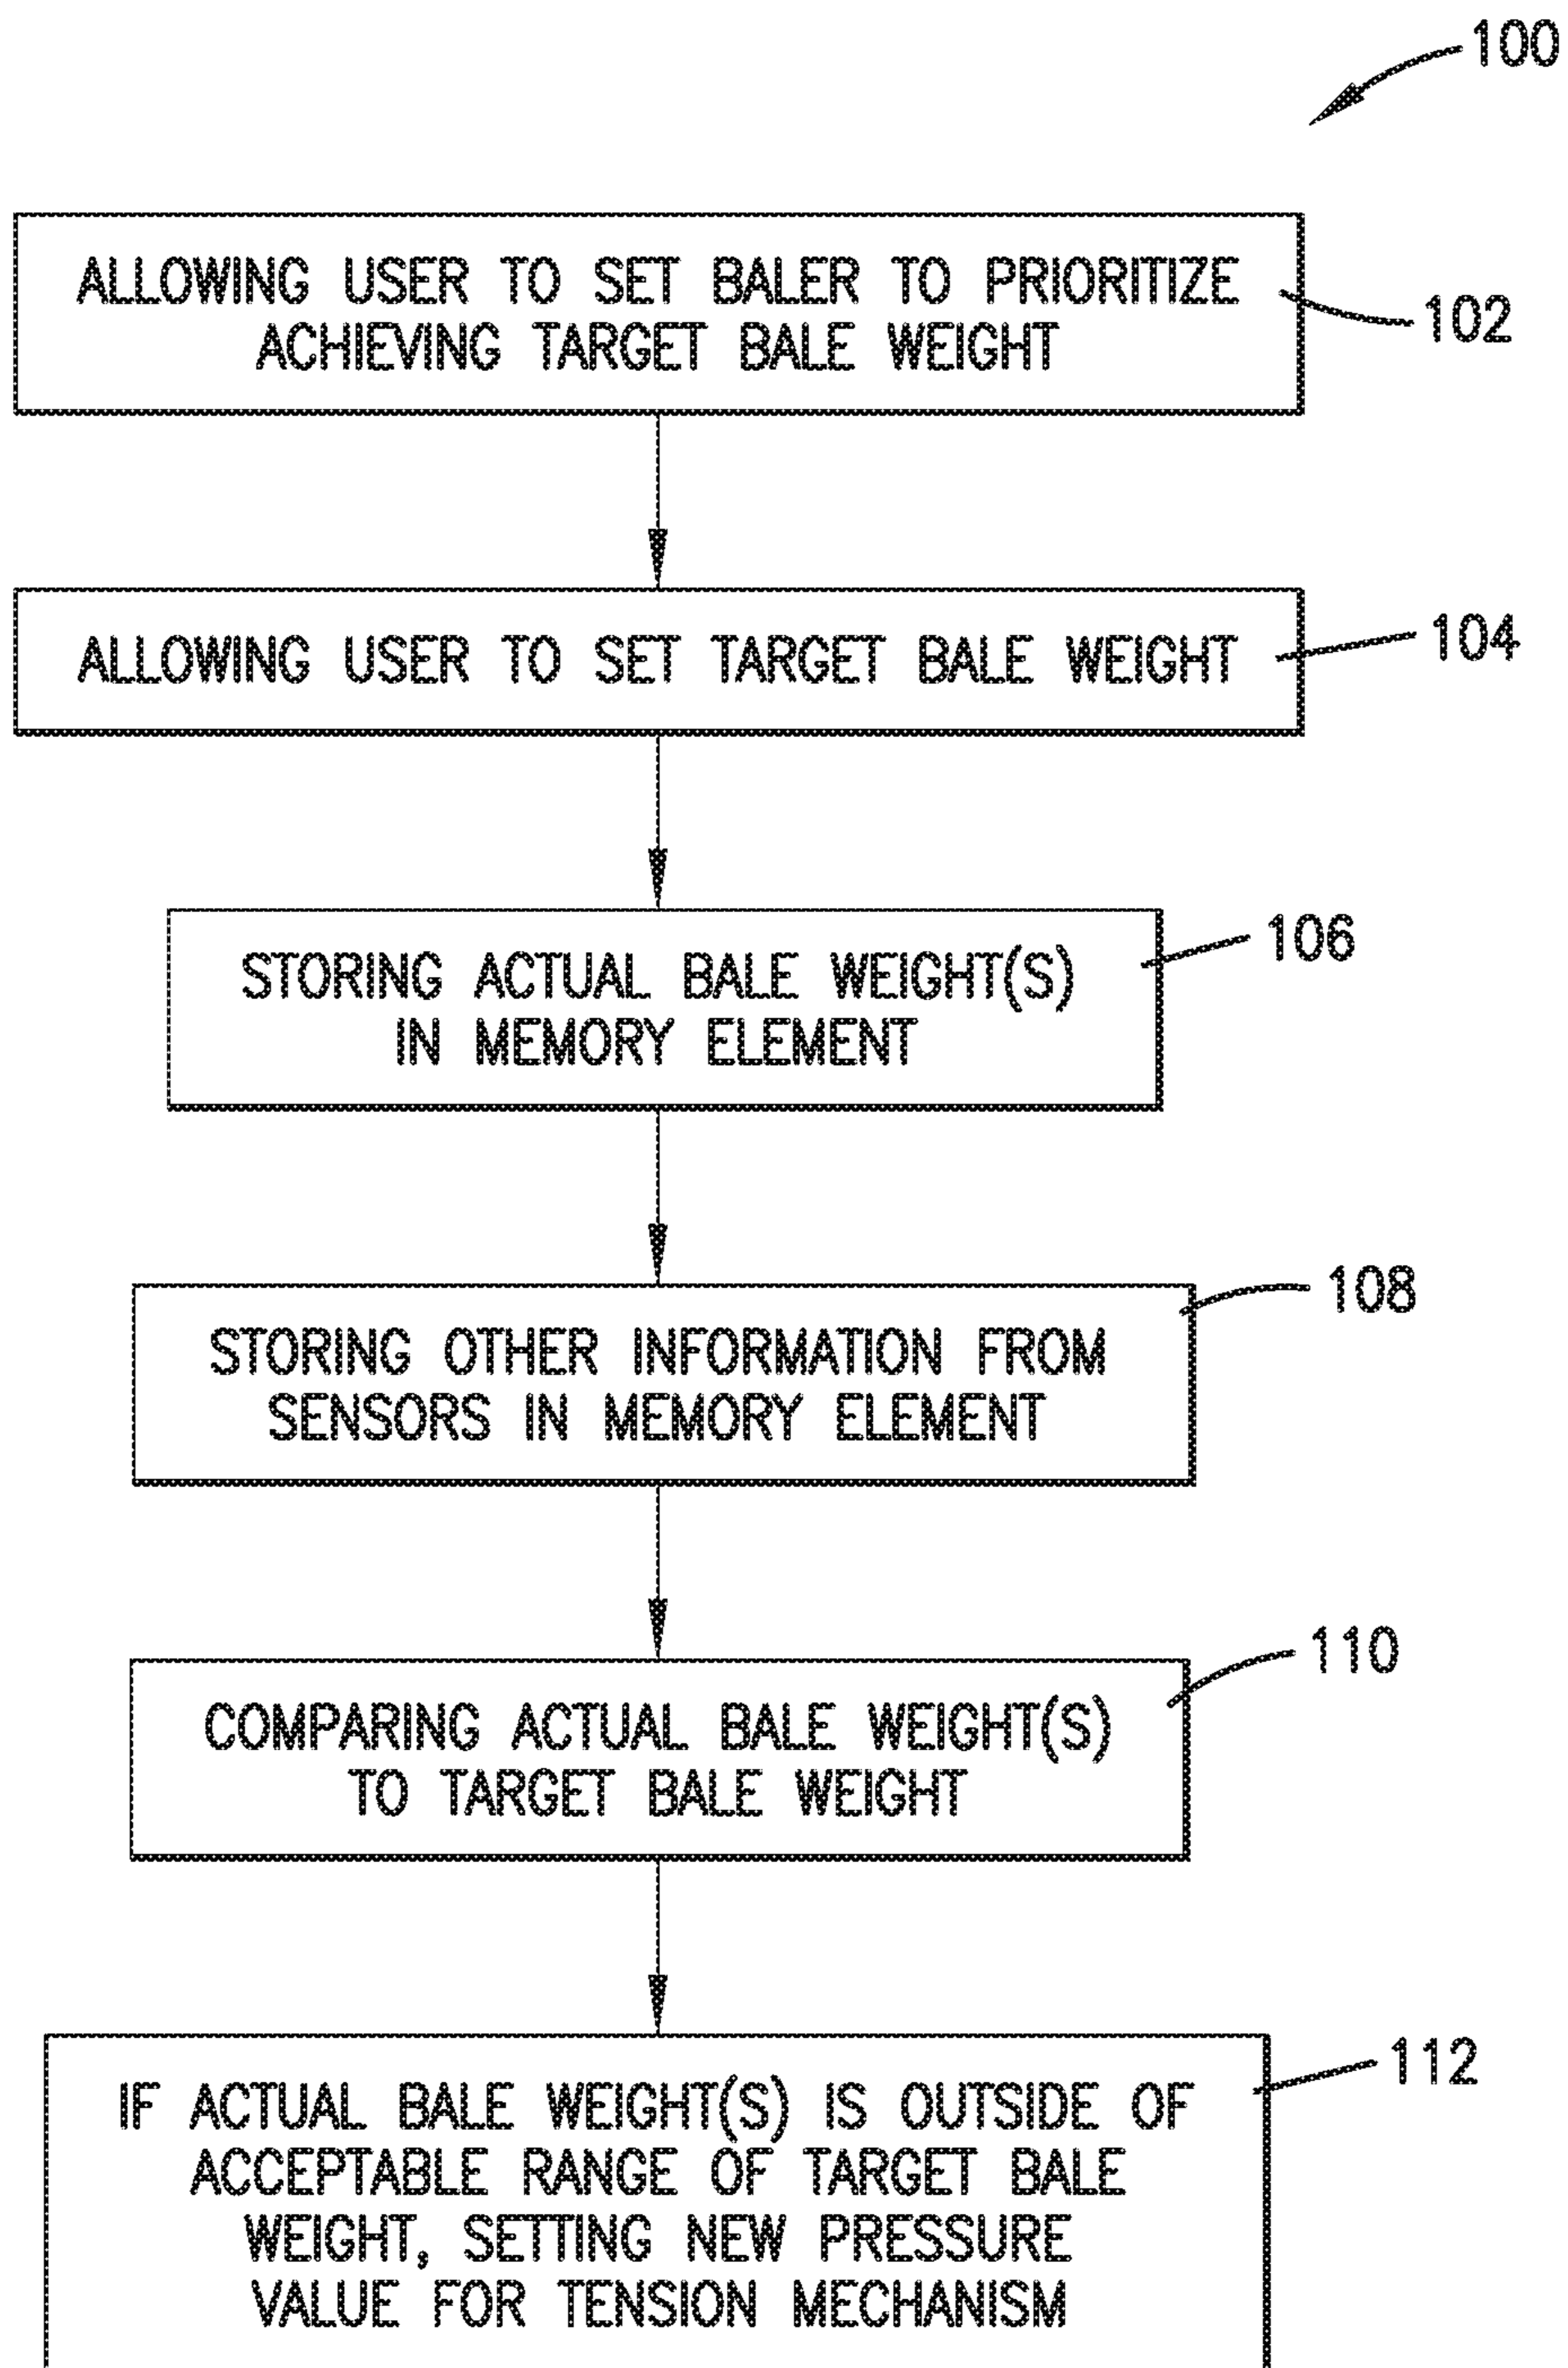 100
ALLOWING USER TO SET BALER TO PRIORITIZE
ACHIEVING TARGET BALE WEIGHT
102
ALLOWING USER TO SET TARGET BALE WEIGHT
104
STORING ACTUAL BALE WEIGHT(S)
IN MEMORY ELEMENT
106
STORING OTHER INFORMATION FROM
SENSORS IN MEMORY ELEMENT
108
COMPARING ACTUAL BALE WEIGHT(S)
TO TARGET BALE WEIGHT
110
IF ACTUAL BALE WEIGHT(S) IS OUTSIDE OF
ACCEPTABLE RANGE OF TARGET BALE
WEIGHT, SETTING NEW PRESSURE
VALUE FOR TENSION MECHANISM
112